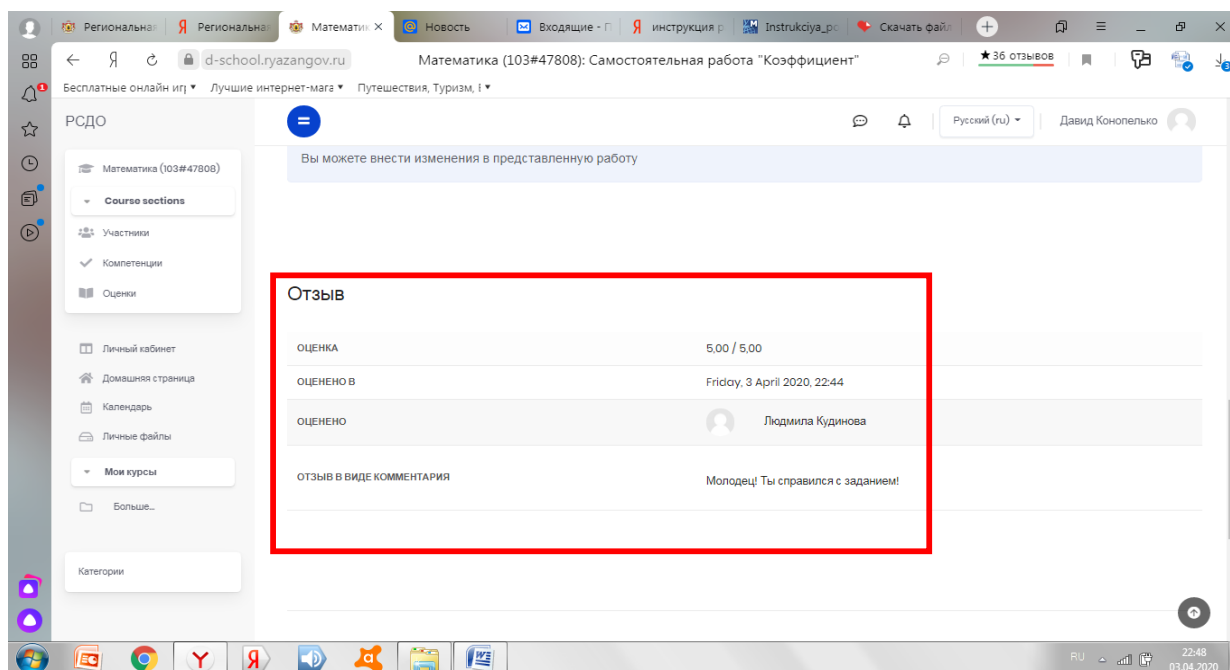 Региональная
Региональная
Математик
Новость
Входящие - П
инструкция р
Instrukciya_po
Скачать файл
d-school.ryazangov.ru
Математика (103#47808): Самостоятельная работа "Коэффициент"
★36 отзывов
Бесплатные онлайн игр
Лучшие интернет-мага
Путешествия, Туризм, Б
РСДО
Русский (ru)
Давид Конопелько
Вы можете внести изменения в представленную работу
Математика (103#47808)
Course sections
Участники
Компетенции
Оценки
Личный кабинет
Домашняя страница
Календарь
Личные файлы
Мои курсы
Больше...
Категории
Отзыв
ОЦЕНКА 5,00 / 5,00
ОЦЕНЕНО В Friday, 3 April 2020, 22:44
ОЦЕНЕНО Людмила Кудинова
ОТЗЫВ В ВИДЕ КОММЕНТАРИЯ Молодец! Ты справился с заданием!
RU
22:48
03.04.2020